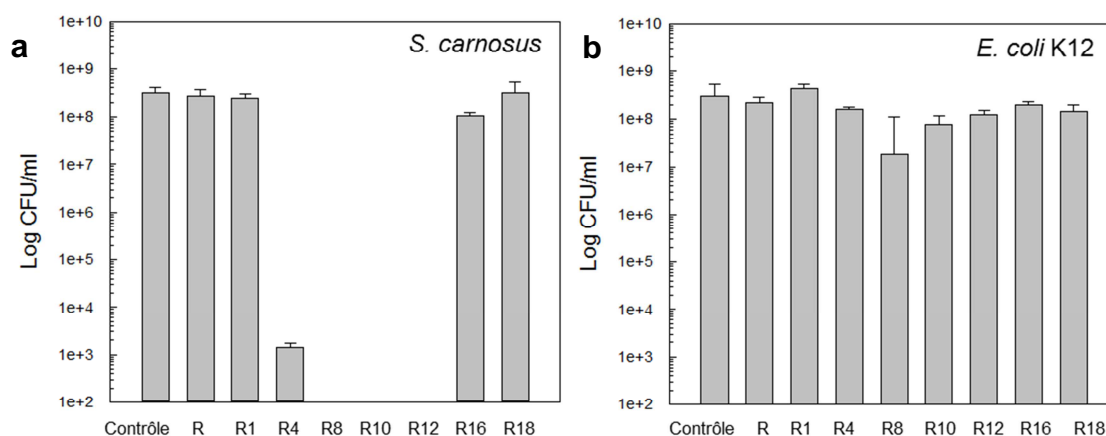 a
S. carnosus
Log CFU/ml
1e+10
1e+9
1e+8
1e+7
1e+6
1e+5
1e+4
1e+3
1e+2
Contrôle R R1 R4 R8 R10 R12 R16 R18
b
E. coli K12
Log CFU/ml
1e+10
1e+9
1e+8
1e+7
1e+6
1e+5
1e+4
1e+3
1e+2
Contrôle R R1 R4 R8 R10 R12 R16 R18